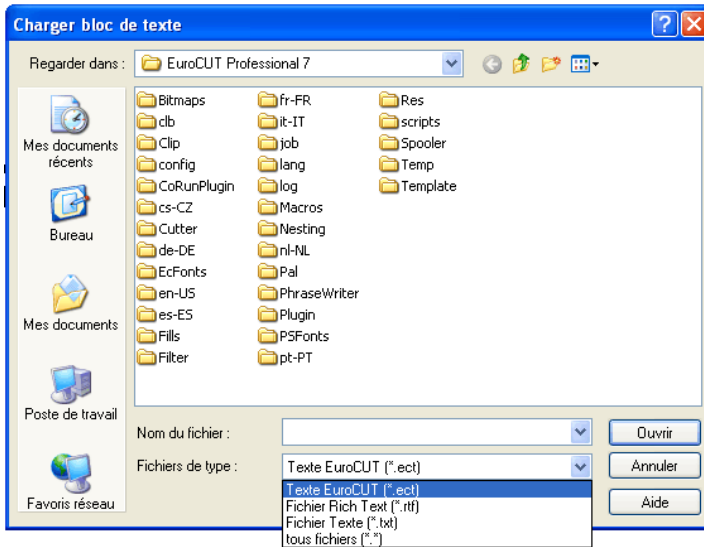 Charger bloc de texte
Regarder dans :
EuroCUT Professional 7
Mes documents
récents
Bureau
Mes documents
Poste de travail
Favoris réseau
Bitmaps
clb
Clip
config
CoRunPlugin
cs-CZ
Cutter
de-DE
EcFonts
en-US
es-ES
Fills
Filter
fr-FR
it-IT
job
lang
log
Macros
Nesting
nl-NL
Pal
PhraseWriter
Plugin
PSFonts
pt-PT
Res
scripts
Spooler
Temp
Template
Nom du fichier :
Ouvrir
Fichiers de type :
Texte EuroCUT (*.ect)
Annuler
Texte EuroCUT (*.ect)
Fichier Rich Text (*.rtf)
Fichier Texte (*.txt)
tous fichiers (*.*)
Aide